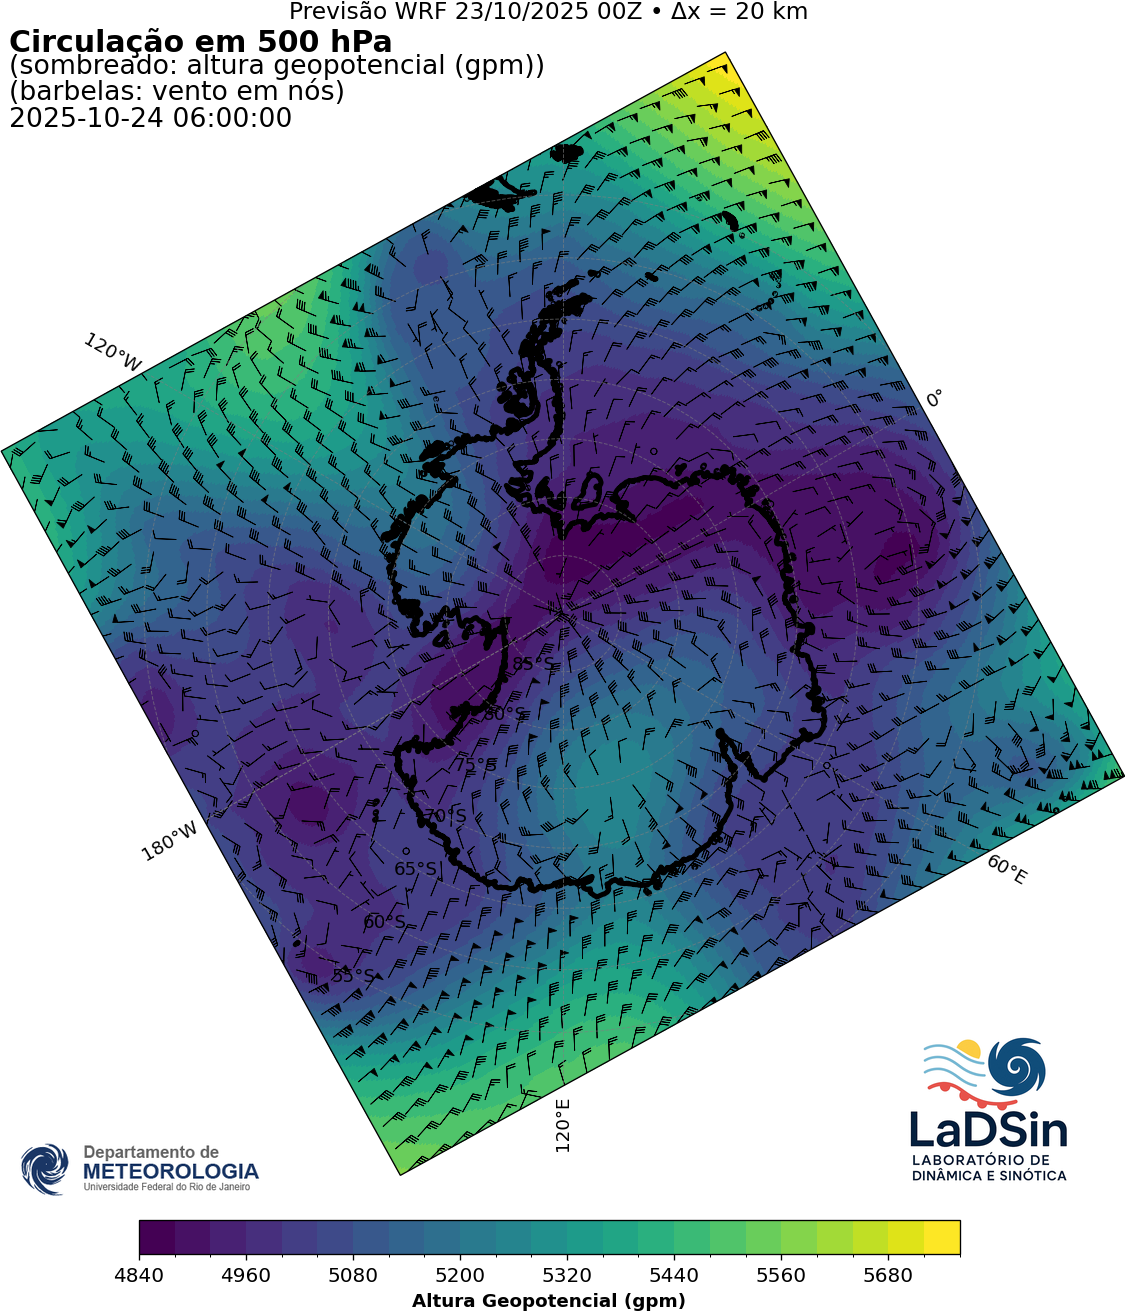 Previsão WRF 23/10/2025 00Z • Δx = 20 km
Circulação em 500 hPa
(sombreado: altura geopotencial (gpm))
(barbelas: vento em nós)
2025-10-24 06:00:00
120°W
0°
85°S
80°S
75°S
70°S
180°W
65°S
60°E
60°S
55°S
120°E
LaDSin
LABORATÓRIO DE
DINÂMICA E SINÓTICA
Departamento de
METEOROLOGIA
Universidade Federal do Rio de Janeiro
4840 4960 5080 5200 5320 5440 5560 5680
Altura Geopotencial (gpm)